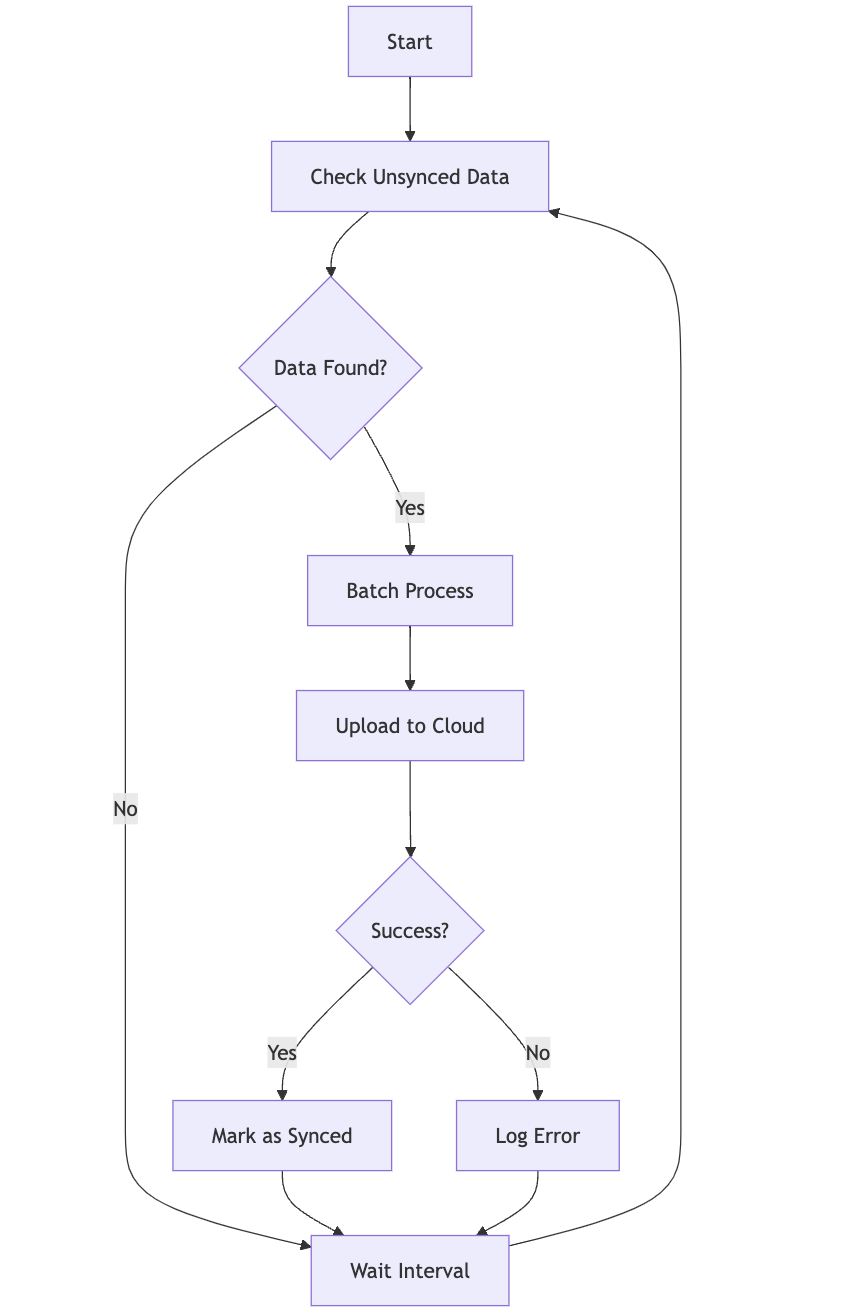 Start
Check Unsynced Data
Data Found?
Yes
Batch Process
Upload to Cloud
No
Success?
Yes
No
Mark as Synced
Log Error
Wait Interval